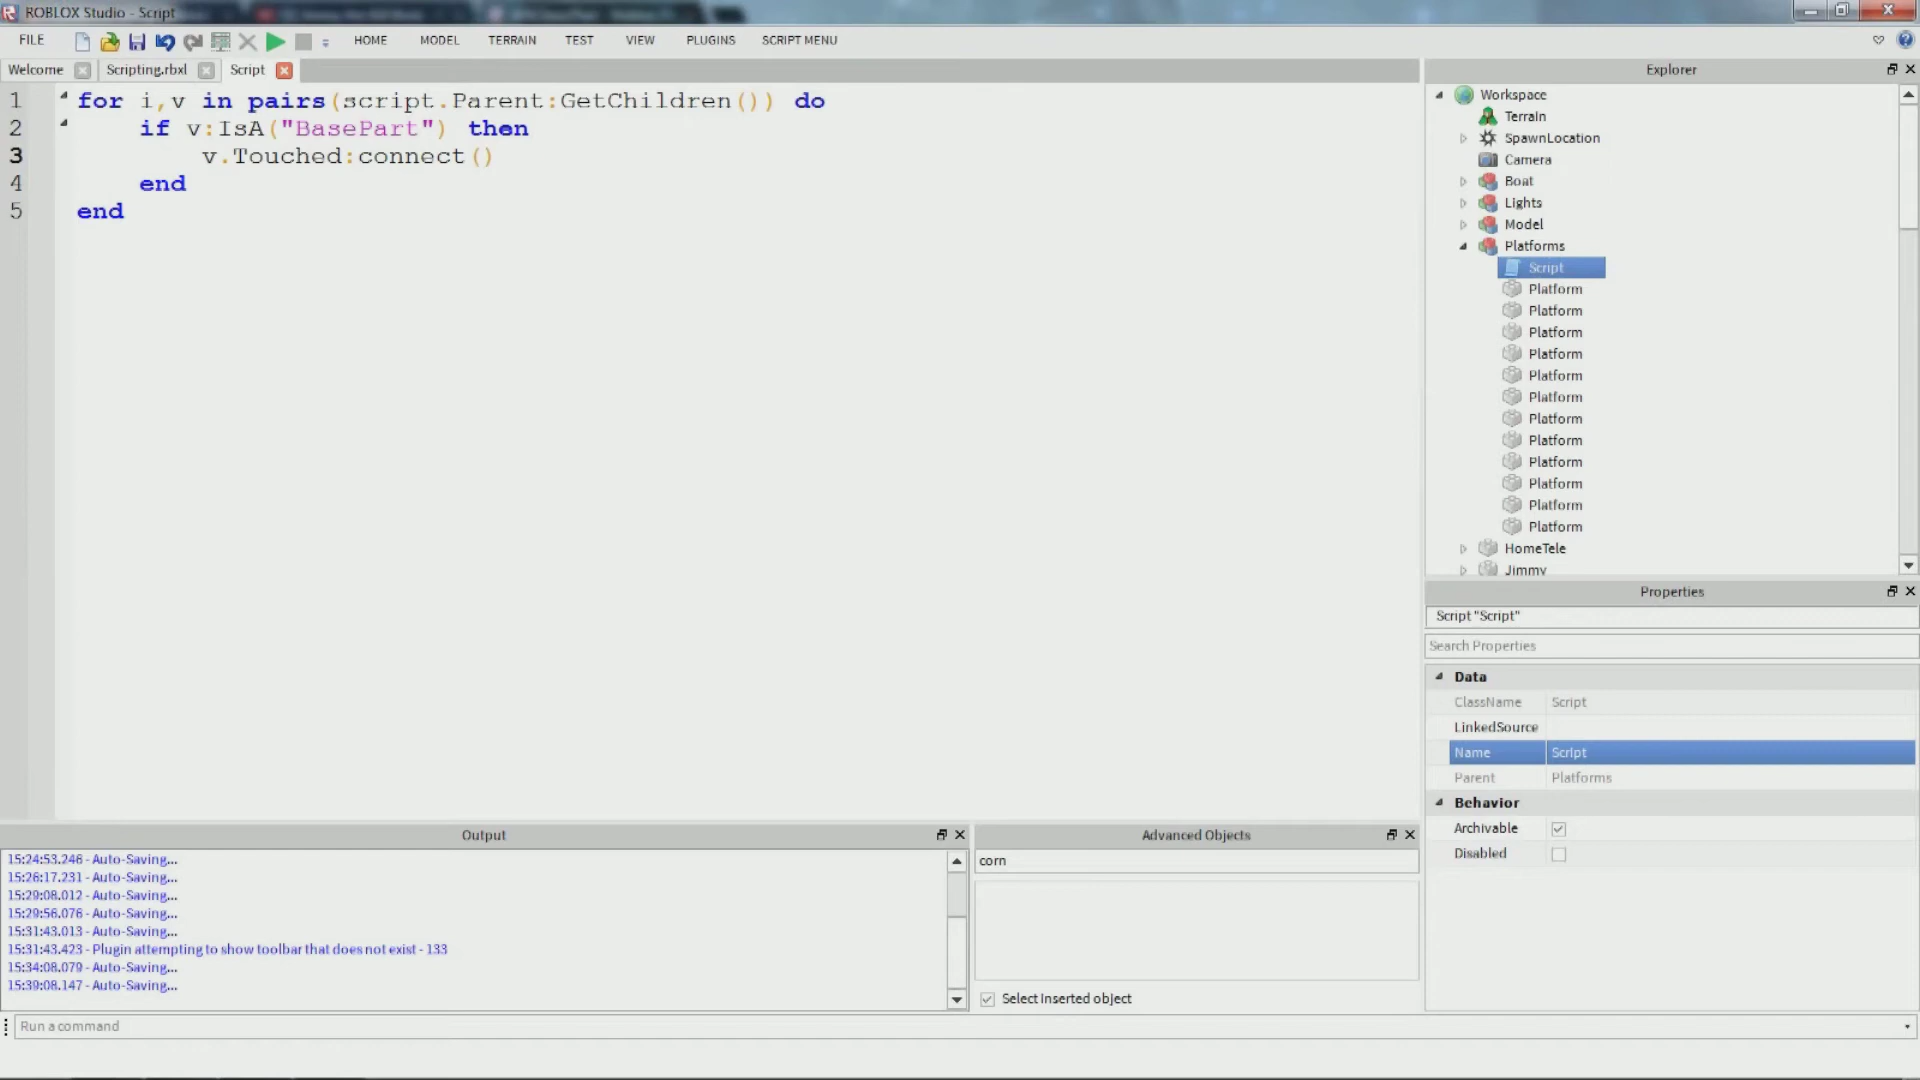 ROBLOX Studio - Script
FILE HOME MODEL TERRAIN TEST VIEW PLUGINS SCRIPT MENU
Welcome Scripting.rbxl Script
1 for i,v in pairs(script.Parent:GetChildren()) do
2 if v:IsA("BasePart") then
3 v.Touched:connect()
4 end
5 end
Explorer
Workspace
Terrain
SpawnLocation
Camera
Boat
Lights
Model
Platforms
Script
Platform
Platform
Platform
Platform
Platform
Platform
Platform
Platform
Platform
Platform
Platform
Platform
HomeTele
Jimmy
Properties
Script "Script"
Search Properties
Data
ClassName Script
LinkedSource
Name Script
Parent Platforms
Behavior
Archivable
Disabled
Output
15:24:53.246 - Auto-Saving...
15:26:17.231 - Auto-Saving...
15:29:08.012 - Auto-Saving...
15:29:56.076 - Auto-Saving...
15:31:43.013 - Auto-Saving...
15:31:43.423 - Plugin attempting to show toolbar that does not exist - 133
15:34:08.079 - Auto-Saving...
15:39:08.147 - Auto-Saving...
Advanced Objects
corn
Select Inserted object
Run a command